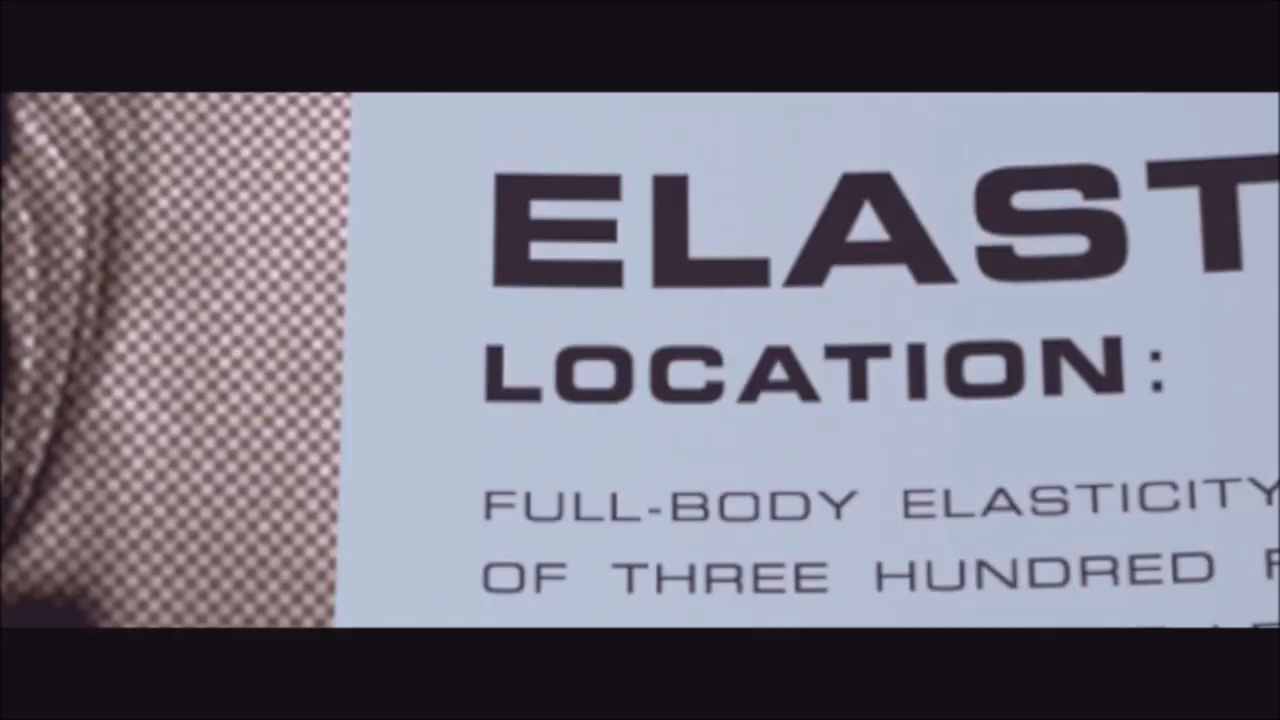 ELAST
LOCATION:
FULL-BODY ELASTICITY
OF THREE HUNDRED